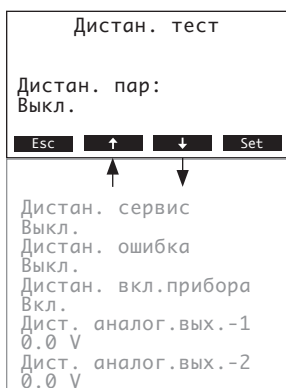 Дистан. тест
Дистан. пар:
Выкл.
Esc ↑ ↓ Set
Дистан. сервис
Выкл.
Дистан. ошибка
Выкл.
Дистан. вкл.прибора
Вкл.
Дист. аналог.вых.-1
0.0 V
Дист. аналог.вых.-2
0.0 V